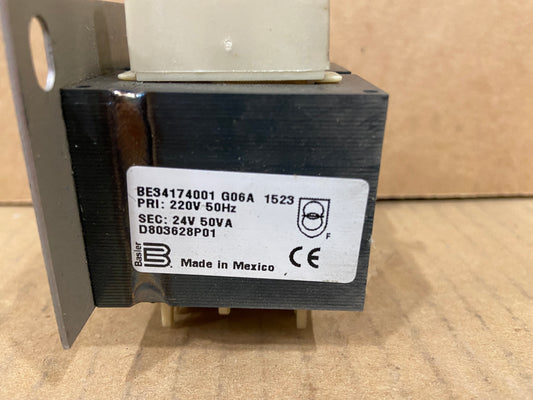 BE34174001 G06A 1523
PRI: 220V 50Hz
SEC: 24V 50VA
D803628P01
F
Basler B
Made in Mexico
CE